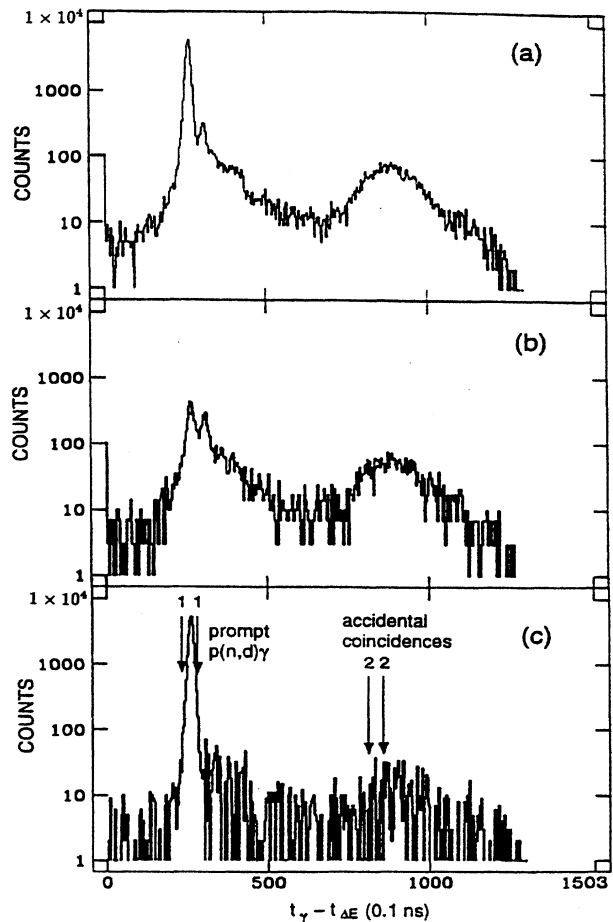 1 × 10⁴
1000
100
10
1
COUNTS
(a)
1 × 10⁴
1000
100
10
1
COUNTS
(b)
1 × 10⁴
1000
100
10
1
COUNTS
1 1
prompt
p(n,d)γ
accidental
coincidences
2 2
(c)
0
500
1000
1503
t_γ – t_ΔE (0.1 ns)